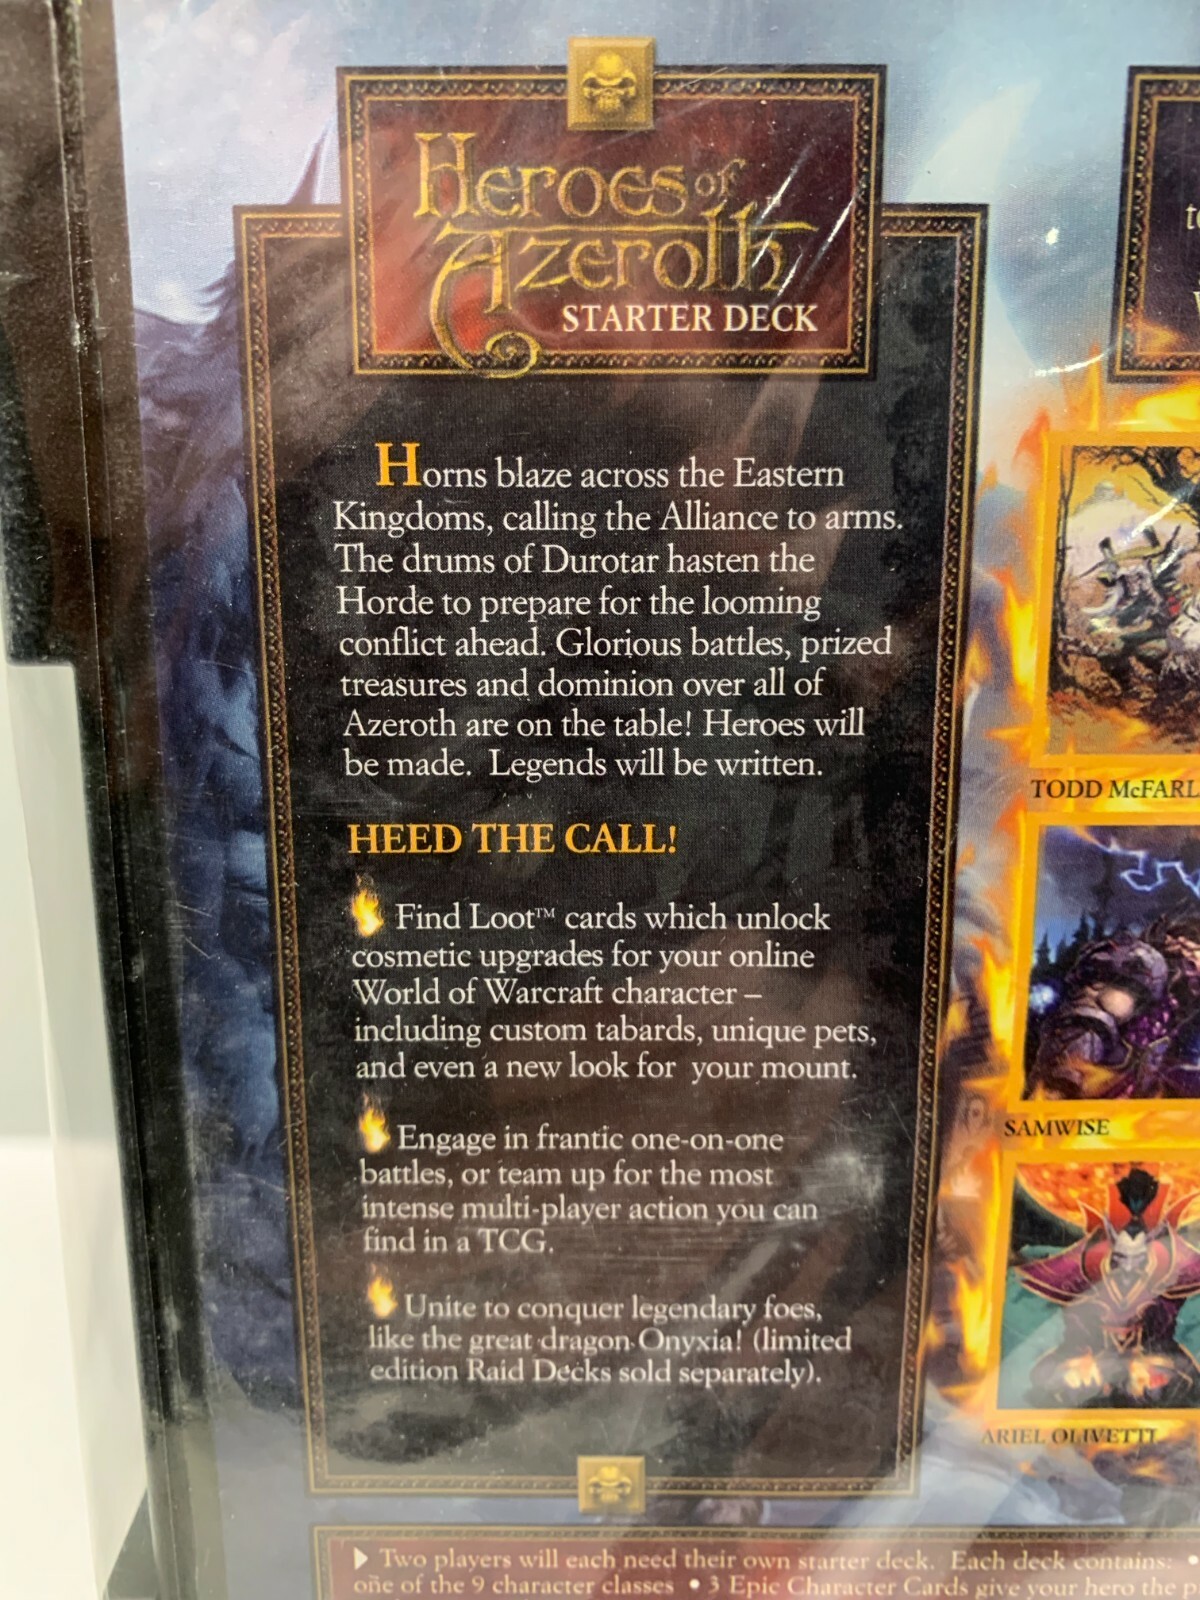 Heroes of
Azeroth
STARTER DECK
Horns blaze across the Eastern
Kingdoms, calling the Alliance to arms.
The drums of Durotar hasten the
Horde to prepare for the looming
conflict ahead. Glorious battles, prized
treasures and dominion over all of
Azeroth are on the table! Heroes will
be made. Legends will be written.
HEED THE CALL!
Find Loot™ cards which unlock
cosmetic upgrades for your online
World of Warcraft character –
including custom tabards, unique pets,
and even a new look for your mount.
Engage in frantic one-on-one
battles, or team up for the most
intense multi-player action you can
find in a TCG.
Unite to conquer legendary foes,
like the great dragon Onyxia! (limited
edition Raid Decks sold separately).
TODD McFARL
SAMWISE
ARIEL OLIVETTI
▶ Two players will each need their own starter deck. Each deck contains: •
one of the 9 character classes • 3 Epic Character Cards give your hero the p